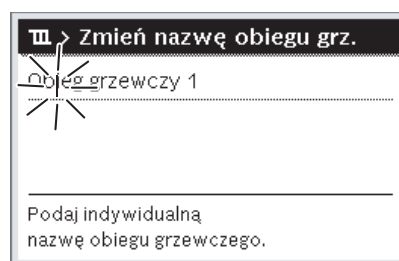 > Zmień nazwę obiegu grz.
Obieg grzewczy 1
Podaj indywidualną
nazwę obiegu grzewczego.